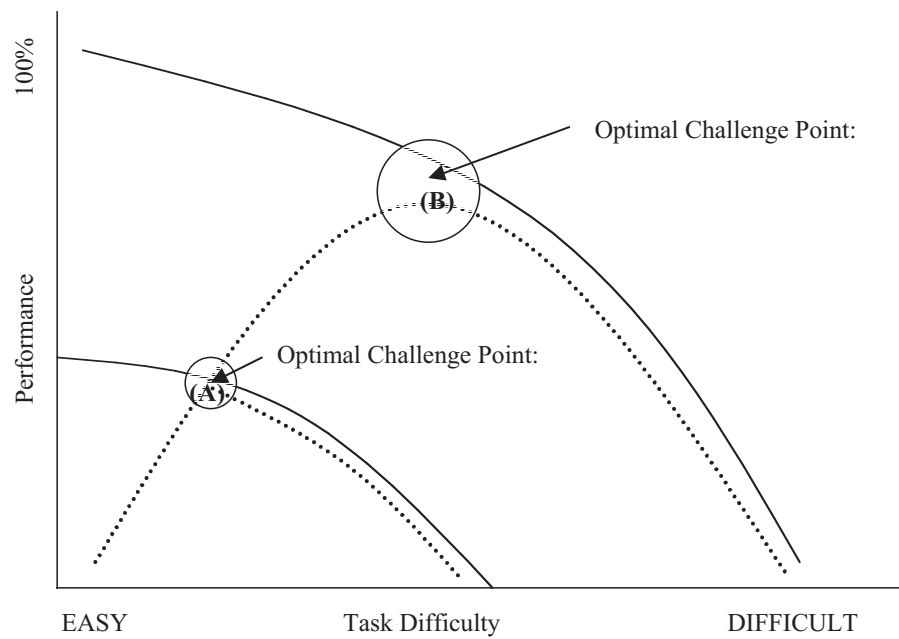 100%
Optimal Challenge Point:
(B)
Performance
Optimal Challenge Point:
(A)
EASY Task Difficulty DIFFICULT